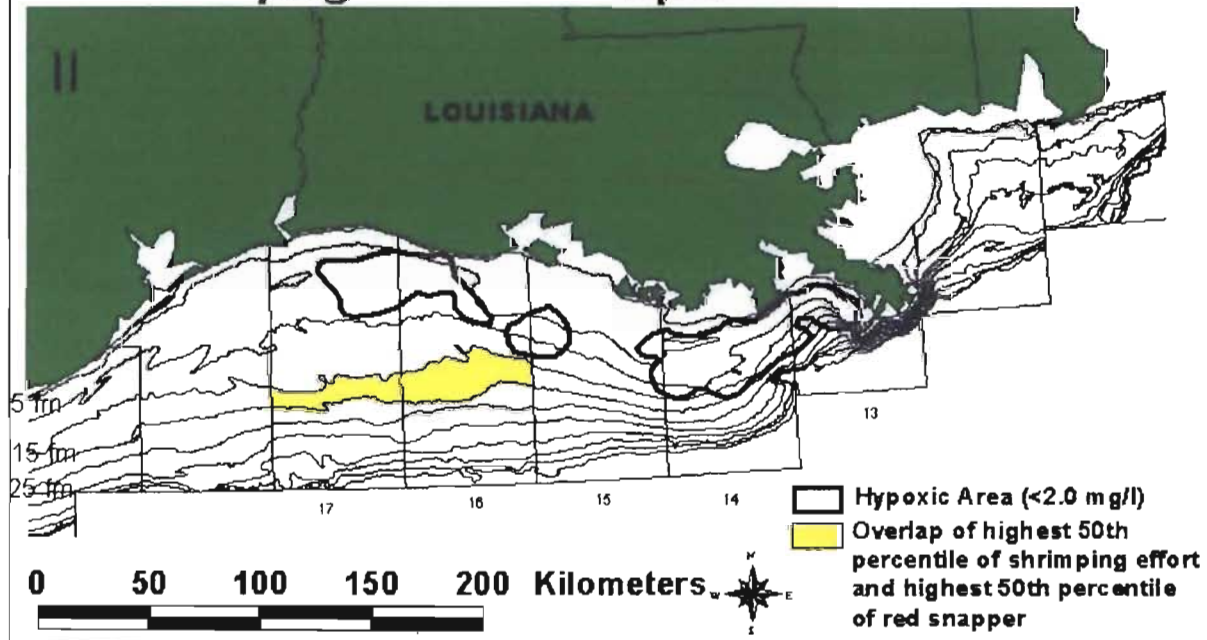 II
LOUISIANA
5 fm
15 fm
25 fm
13
17
16
15
14
Hypoxic Area (<2.0 mg/l)
Overlap of highest 50th
percentile of shrimping effort
and highest 50th percentile
of red snapper
0 50 100 150 200 Kilometers
N
W E
S